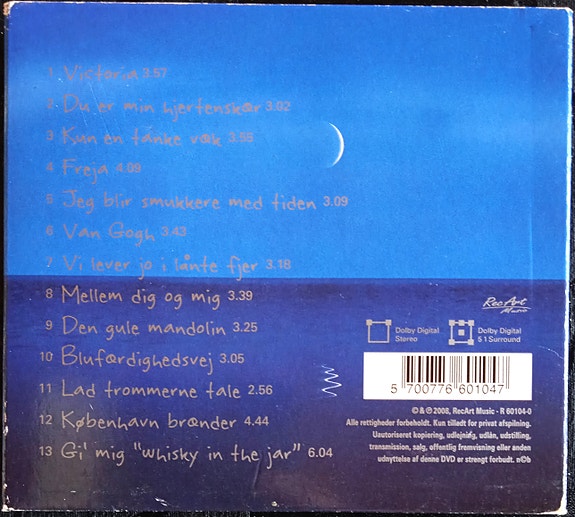 1 Victoria 3.57
2 Du er min hjertenskær 3.02
3 Kun en tanke væk 3.55
4 Freja 4.09
5 Jeg blir smukkere med tiden 3.09
6 Van Gogh 3.43
7 Vi lever jo i lånte fjer 3.18
8 Mellem dig og mig 3.39
9 Den gule mandolin 3.25
10 Blufærdighedsvej 3.05
11 Lad trommerne tale 2.56
12 København brænder 4.44
13 Gi' mig "whisky in the jar" 6.04
RecArt
Music
Dolby Digital
Stereo
Dolby Digital
5 1 Surround
5 700776 601047
© & ℗ 2008, RecArt Music - R 60104-0
Alle rettigheder forbeholdt. Kun tilladt for privat afspilning.
Uautoriseret kopiering, udlejnifg, udlån, udstilling,
transmission, salg, offentlig fremvisning eller anden
udnyttelse af denne DVD er strengt forbudt. n©b